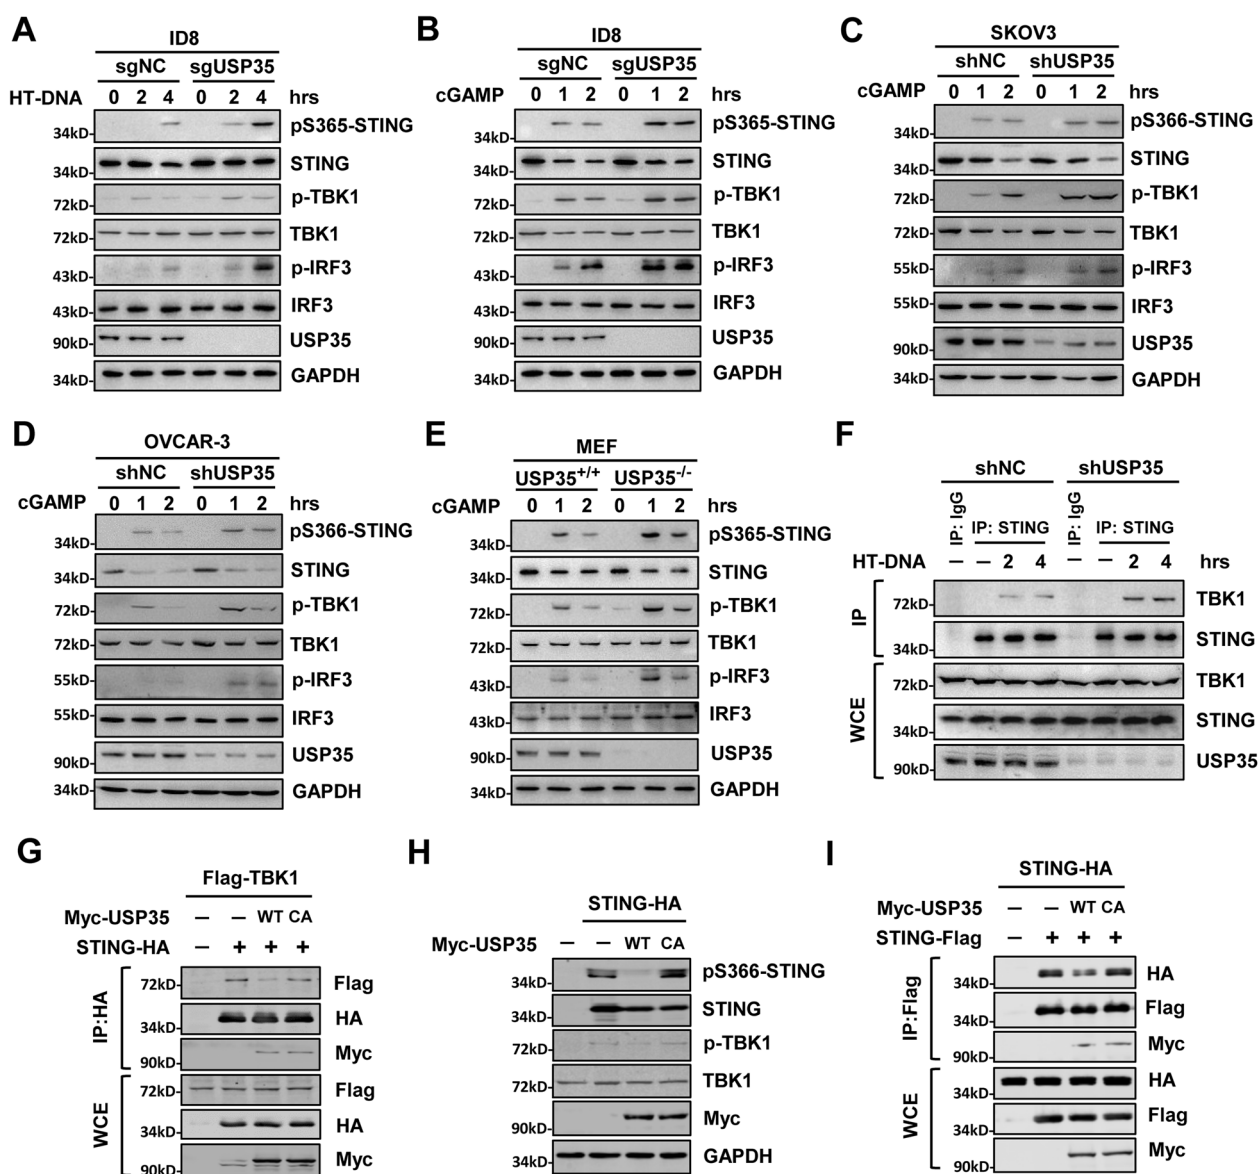 A
ID8
sgNC sgUSP35
HT-DNA 0 2 4 0 2 4 hrs
34kD- pS365-STING
34kD- STING
72kD- p-TBK1
72kD- TBK1
43kD- p-IRF3
43kD- IRF3
90kD- USP35
34kD- GAPDH
B
ID8
sgNC sgUSP35
cGAMP 0 1 2 0 1 2 hrs
34kD- pS365-STING
34kD- STING
72kD- p-TBK1
72kD- TBK1
43kD- p-IRF3
43kD- IRF3
90kD- USP35
34kD- GAPDH
C
SKOV3
shNC shUSP35
cGAMP 0 1 2 0 1 2 hrs
34kD- pS366-STING
34kD- STING
72kD- p-TBK1
72kD- TBK1
55kD- p-IRF3
55kD- IRF3
90kD- USP35
34kD- GAPDH
D
OVCAR-3
shNC shUSP35
cGAMP 0 1 2 0 1 2 hrs
34kD- pS366-STING
34kD- STING
72kD- p-TBK1
72kD- TBK1
55kD- p-IRF3
55kD- IRF3
90kD- USP35
34kD- GAPDH
E
MEF
USP35+/+ USP35-/-
cGAMP 0 1 2 0 1 2 hrs
34kD- pS365-STING
34kD- STING
72kD- p-TBK1
72kD- TBK1
43kD- p-IRF3
43kD- IRF3
90kD- USP35
34kD- GAPDH
F
shNC shUSP35
IP: IgG IP: STING IP: IgG IP: STING
HT-DNA – – 2 4 – – 2 4 hrs
IP
72kD- TBK1
34kD- STING
WCE
72kD- TBK1
34kD- STING
90kD- USP35
G
Flag-TBK1
Myc-USP35 – – WT CA
STING-HA – + + +
IP:HA
72kD- Flag
34kD- HA
90kD- Myc
WCE
72kD- Flag
34kD- HA
90kD- Myc
H
STING-HA
Myc-USP35 – – WT CA
34kD- pS366-STING
34kD- STING
72kD- p-TBK1
72kD- TBK1
90kD- Myc
34kD- GAPDH
I
STING-HA
Myc-USP35 – – WT CA
STING-Flag – + + +
IP:Flag
34kD- HA
34kD- Flag
90kD- Myc
WCE
34kD- HA
34kD- Flag
90kD- Myc